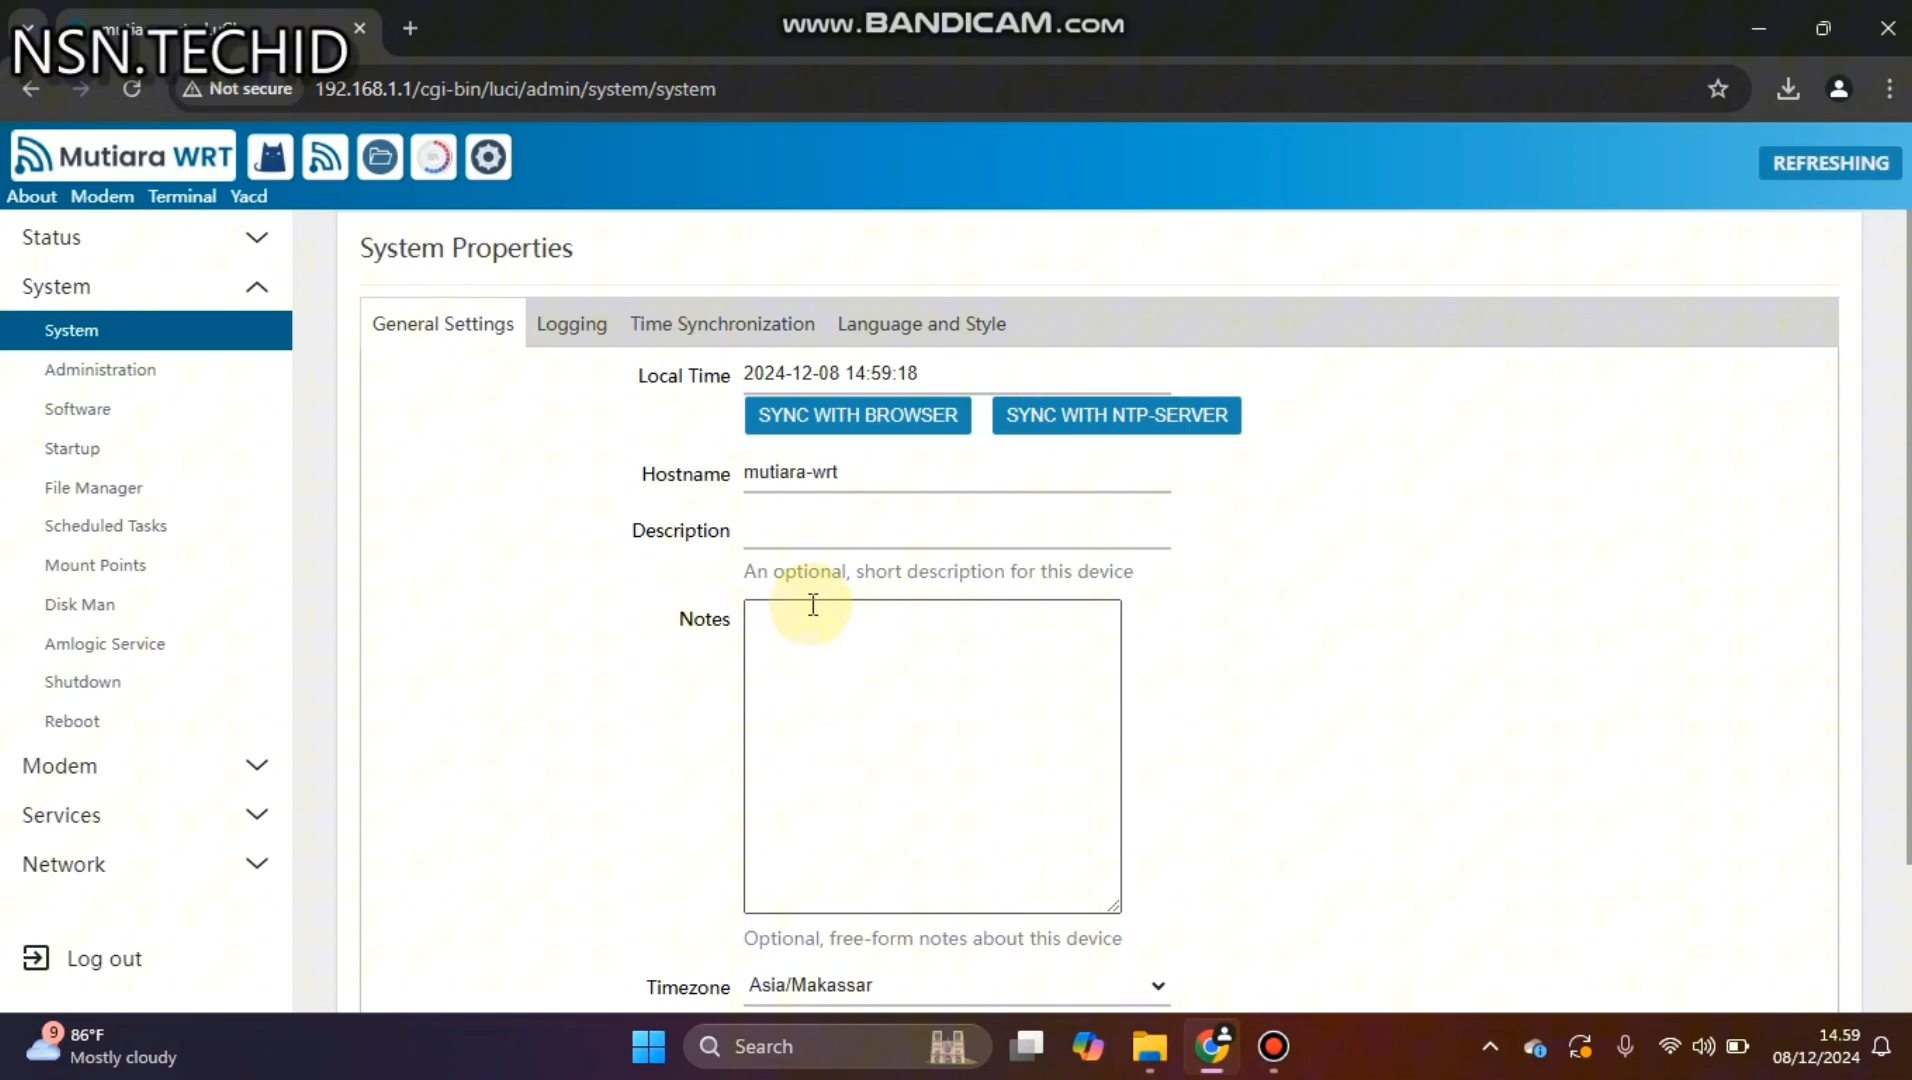 www.BANDICAM.com
NSN.TECHID
Not secure
192.168.1.1/cgi-bin/luci/admin/system/system
Mutiara WRT
REFRESHING
About Modem Terminal Yacd
Status
System
System
Administration
Software
Startup
File Manager
Scheduled Tasks
Mount Points
Disk Man
Amlogic Service
Shutdown
Reboot
Modem
Services
Network
Log out
System Properties
General Settings Logging Time Synchronization Language and Style
Local Time 2024-12-08 14:59:18
SYNC WITH BROWSER SYNC WITH NTP-SERVER
Hostname mutiara-wrt
Description
An optional, short description for this device
Notes
Optional, free-form notes about this device
Timezone Asia/Makassar
9
86°F
Mostly cloudy
Search
14.59
08/12/2024